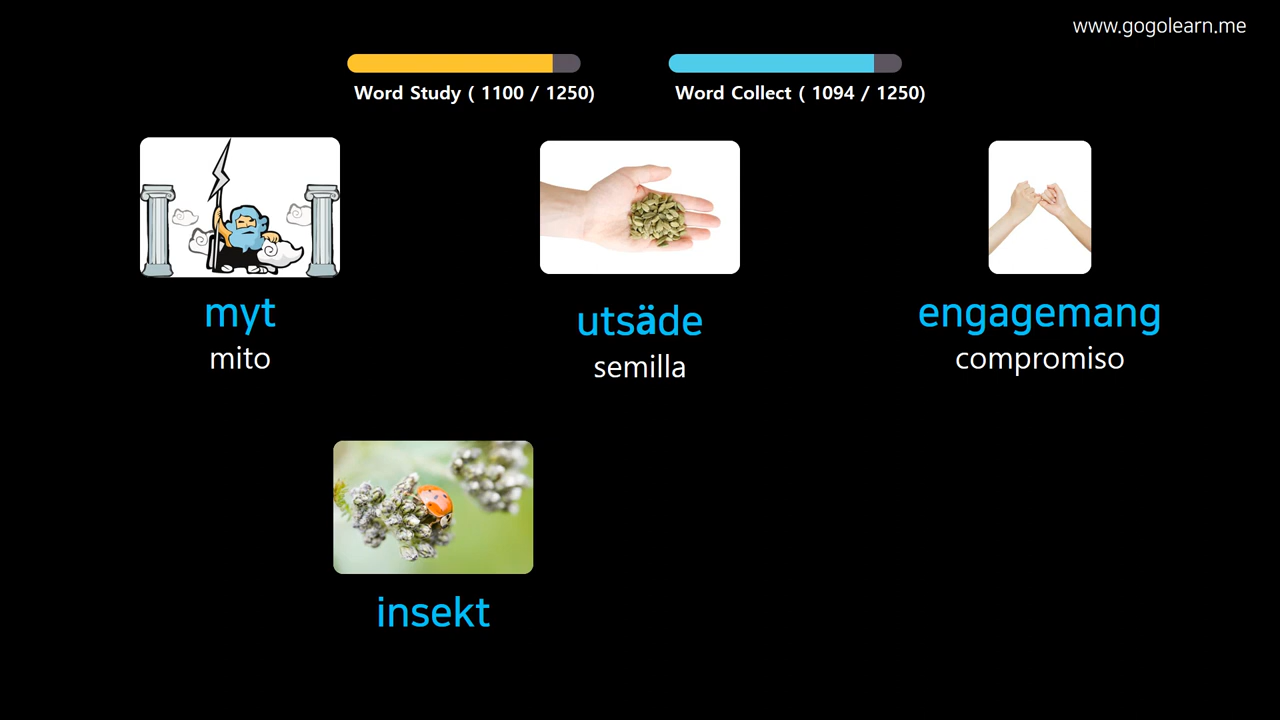 www.gogolearn.me
Word Study ( 1100 / 1250)
Word Collect ( 1094 / 1250)
myt
mito
utsäde
semilla
engagemang
compromiso
insekt